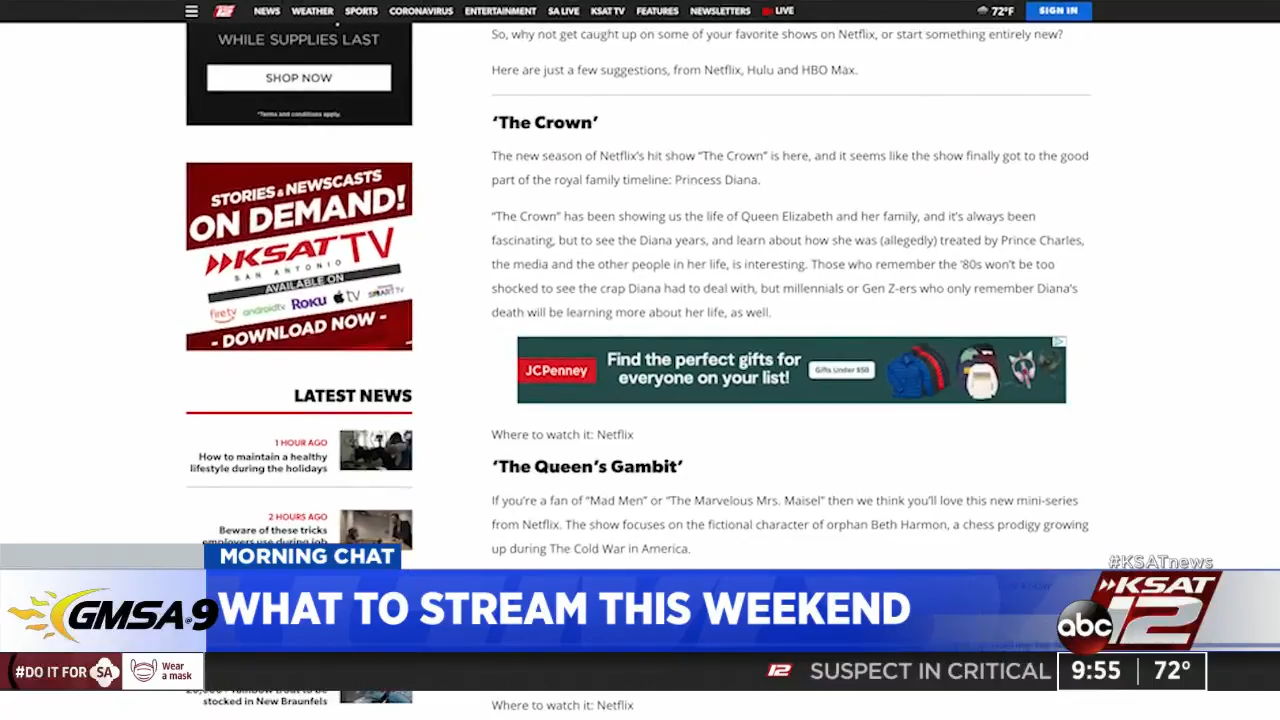 NEWS WEATHER SPORTS CORONAVIRUS ENTERTAINMENT SA LIVE KSAT TV FEATURES NEWSLETTERS LIVE
72°F
SIGN IN
WHILE SUPPLIES LAST
SHOP NOW
*Terms and conditions apply.
STORIES & NEWSCASTS
ON DEMAND!
KSAT TV
SAN ANTONIO
AVAILABLE ON
firetv androidtv Roku tv SMART TV
- DOWNLOAD NOW -
LATEST NEWS
1 HOUR AGO
How to maintain a healthy
lifestyle during the holidays
2 HOURS AGO
Beware of these tricks
employers use during job
So, why not get caught up on some of your favorite shows on Netflix, or start something entirely new?
Here are just a few suggestions, from Netflix, Hulu and HBO Max.
‘The Crown’
The new season of Netflix’s hit show “The Crown” is here, and it seems like the show finally got to the good
part of the royal family timeline: Princess Diana.
“The Crown” has been showing us the life of Queen Elizabeth and her family, and it’s always been
fascinating, but to see the Diana years, and learn about how she was (allegedly) treated by Prince Charles,
the media and the other people in her life, is interesting. Those who remember the ‘80s won’t be too
shocked to see the crap Diana had to deal with, but millennials or Gen Z-ers who only remember Diana’s
death will be learning more about her life, as well.
JCPenney
Find the perfect gifts for
everyone on your list!
Gifts Under $50
Where to watch it: Netflix
‘The Queen’s Gambit’
If you’re a fan of “Mad Men” or “The Marvelous Mrs. Maisel” then we think you’ll love this new mini-series
from Netflix. The show focuses on the fictional character of orphan Beth Harmon, a chess prodigy growing
up during The Cold War in America.
MORNING CHAT
#KSATnews
GMSA@9
WHAT TO STREAM THIS WEEKEND
abc
KSAT
12
#DO IT FOR SA
Wear
a mask
12 SUSPECT IN CRITICAL
9:55 72°
stocked in New Braunfels
Where to watch it: Netflix